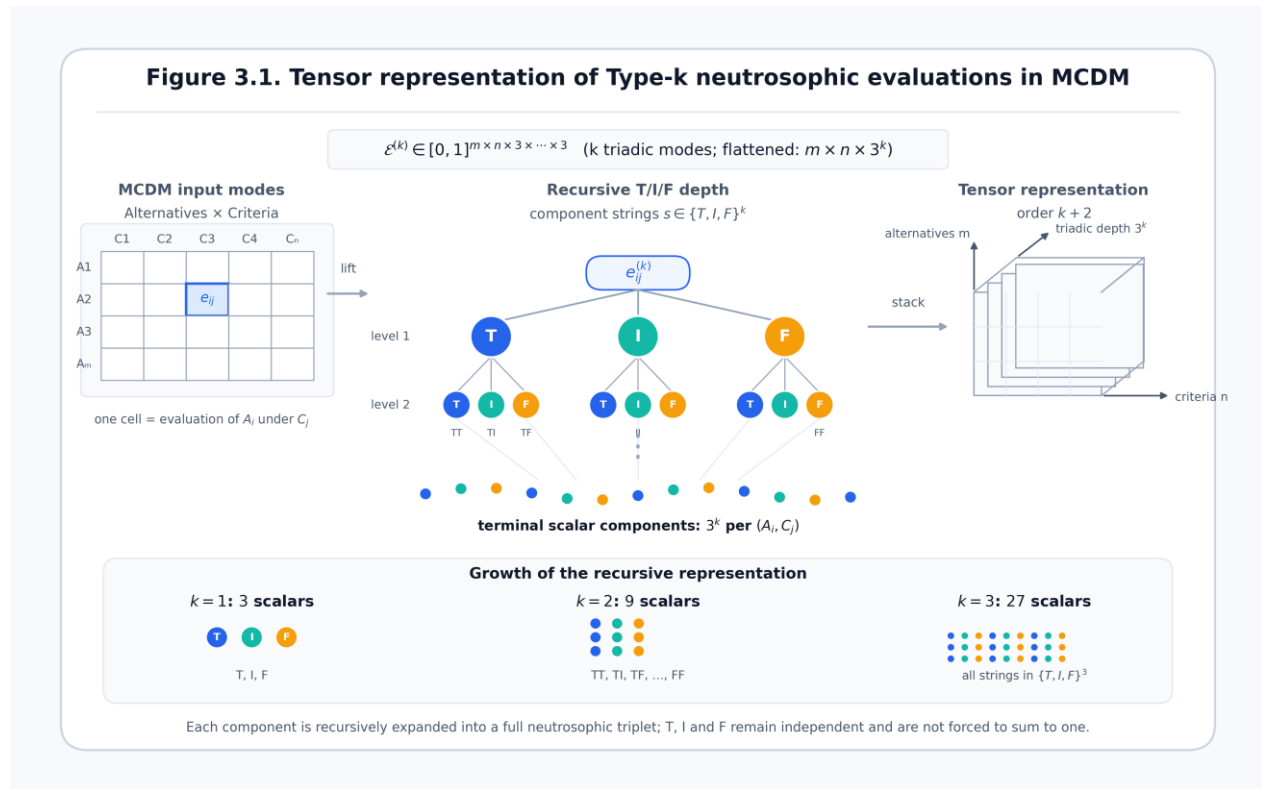 Figure 3.1. Tensor representation of Type-k neutrosophic evaluations in MCDM
ℰ^(k) ∈ [0, 1]^{m × n × 3 × ⋯ × 3} (k triadic modes; flattened: m × n × 3^k)
MCDM input modes
Alternatives × Criteria
C1 C2 C3 C4 Cₙ
A1
A2 e_{ij}
A3
Aₘ
one cell = evaluation of A_i under C_j
lift
Recursive T/I/F depth
component strings s ∈ {T, I, F}^k
e_{ij}^{(k)}
level 1 T I F
level 2 T I F T I F T I F
TT TI TF IJ FF
terminal scalar components: 3^k per (A_i, C_j)
stack
Tensor representation
order k + 2
triadic depth 3^k
alternatives m
criteria n
Growth of the recursive representation
k = 1: 3 scalars
T I F
T, I, F
k = 2: 9 scalars
TT, TI, TF, ..., FF
k = 3: 27 scalars
all strings in {T, I, F}^3
Each component is recursively expanded into a full neutrosophic triplet; T, I and F remain independent and are not forced to sum to one.